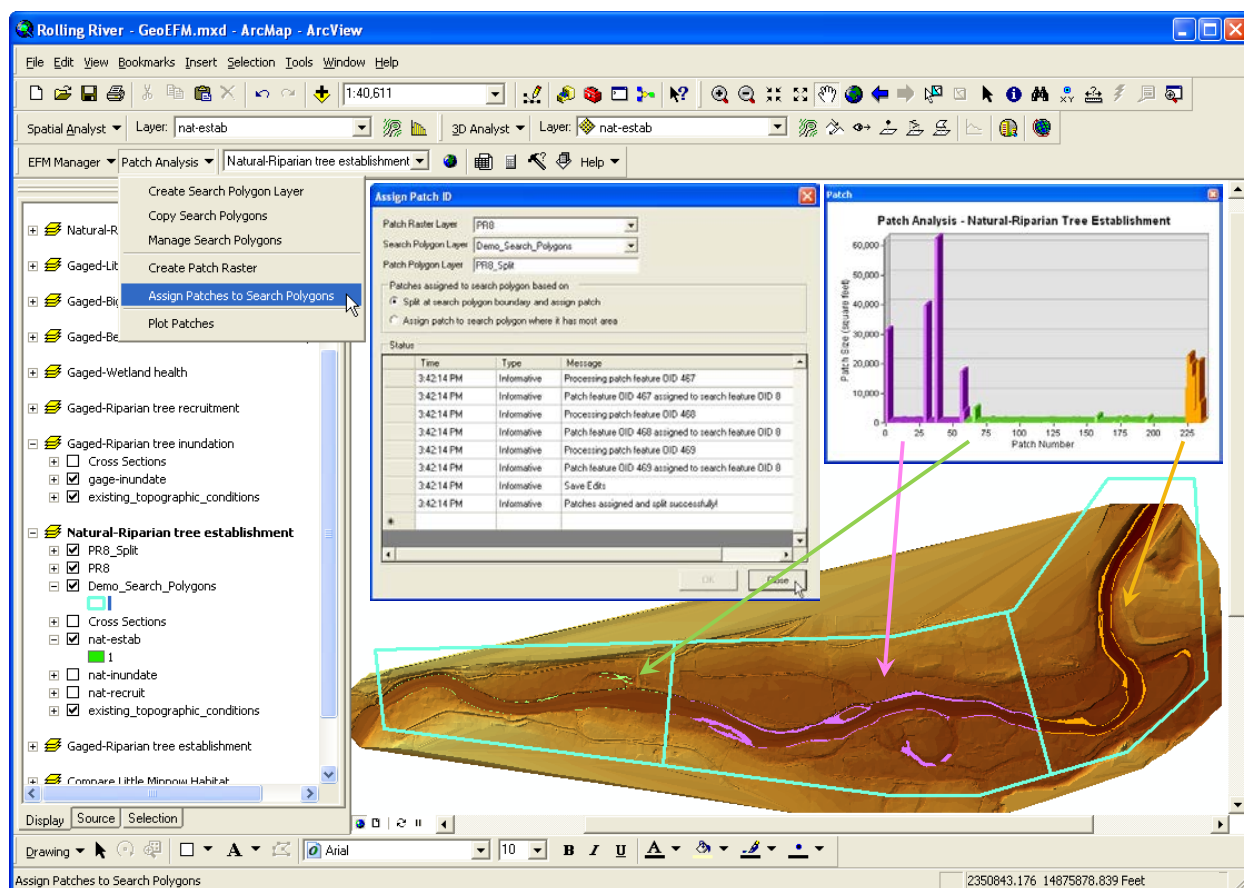 Rolling River - GeoEFM.mxd - ArcMap - ArcView
File Edit View Bookmarks Insert Selection Tools Window Help
1:40,611
Spatial Analyst Layer: nat-estab 3D Analyst Layer: nat-estab
EFM Manager Patch Analysis Natural-Riparian tree establishment Help
Create Search Polygon Layer
Copy Search Polygons
Manage Search Polygons
Create Patch Raster
Assign Patches to Search Polygons
Plot Patches
Natural-R
Gaged-Lit
Gaged-Big
Gaged-Be
Gaged-Wetland health
Gaged-Riparian tree recruitment
Gaged-Riparian tree inundation
Cross Sections
gage-inundate
existing_topographic_conditions
Natural-Riparian tree establishment
PR8_Split
PR8
Demo_Search_Polygons
Cross Sections
nat-estab
1
nat-inundate
nat-recruit
existing_topographic_conditions
Gaged-Riparian tree establishment
Compare Little Minnow Habitat
Display Source Selection
Assign Patch ID
Patch Raster Layer PR8
Search Polygon Layer Demo_Search_Polygons
Patch Polygon Layer PR8_Split
Patches assigned to search polygon based on
Split at search polygon boundary and assign patch
Assign patch to search polygon where it has most area
Status
Time Type Message
3:42:14 PM Informative Processing patch feature OID 467
3:42:14 PM Informative Patch feature OID 467 assigned to search feature OID 8
3:42:14 PM Informative Processing patch feature OID 468
3:42:14 PM Informative Patch feature OID 468 assigned to search feature OID 8
3:42:14 PM Informative Processing patch feature OID 469
3:42:14 PM Informative Patch feature OID 469 assigned to search feature OID 8
3:42:14 PM Informative Save Edits
3:42:14 PM Informative Patches assigned and split successfully!
OK Close
Patch
Patch Analysis - Natural-Riparian Tree Establishment
Patch Size (square feet)
60,000
50,000
40,000
30,000
20,000
10,000
0
0 25 50 75 100 125 150 175 200 225
Patch Number
Drawing A Arial 10 B I U A
Assign Patches to Search Polygons
2350843.176 14875878.839 Feet